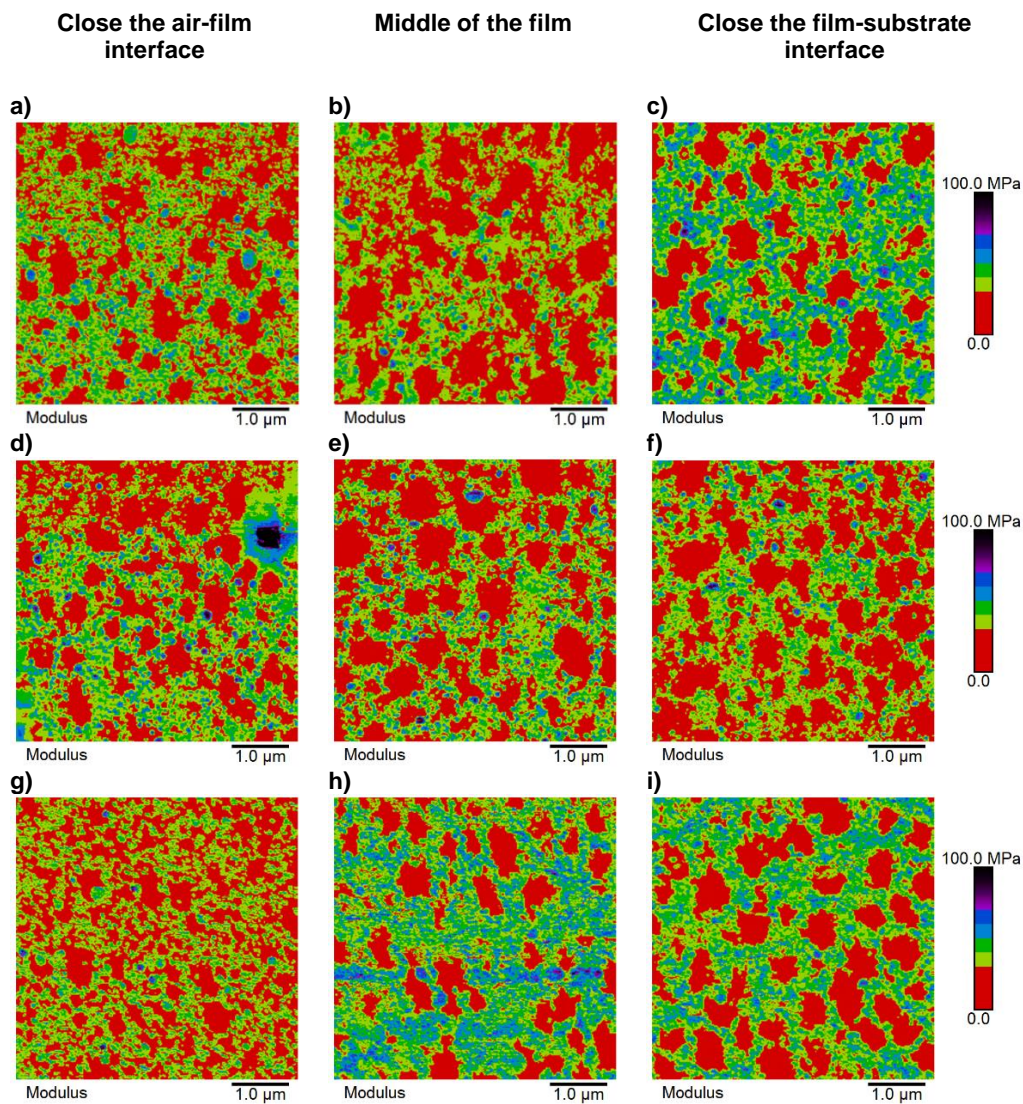 Close the air-film
interface
Middle of the film
Close the film-substrate
interface
a)
b)
c)
100.0 MPa
0.0
Modulus
1.0 µm
Modulus
1.0 µm
Modulus
1.0 µm
d)
e)
f)
100.0 MPa
0.0
Modulus
1.0 µm
Modulus
1.0 µm
Modulus
1.0 µm
g)
h)
i)
100.0 MPa
0.0
Modulus
1.0 µm
Modulus
1.0 µm
Modulus
1.0 µm